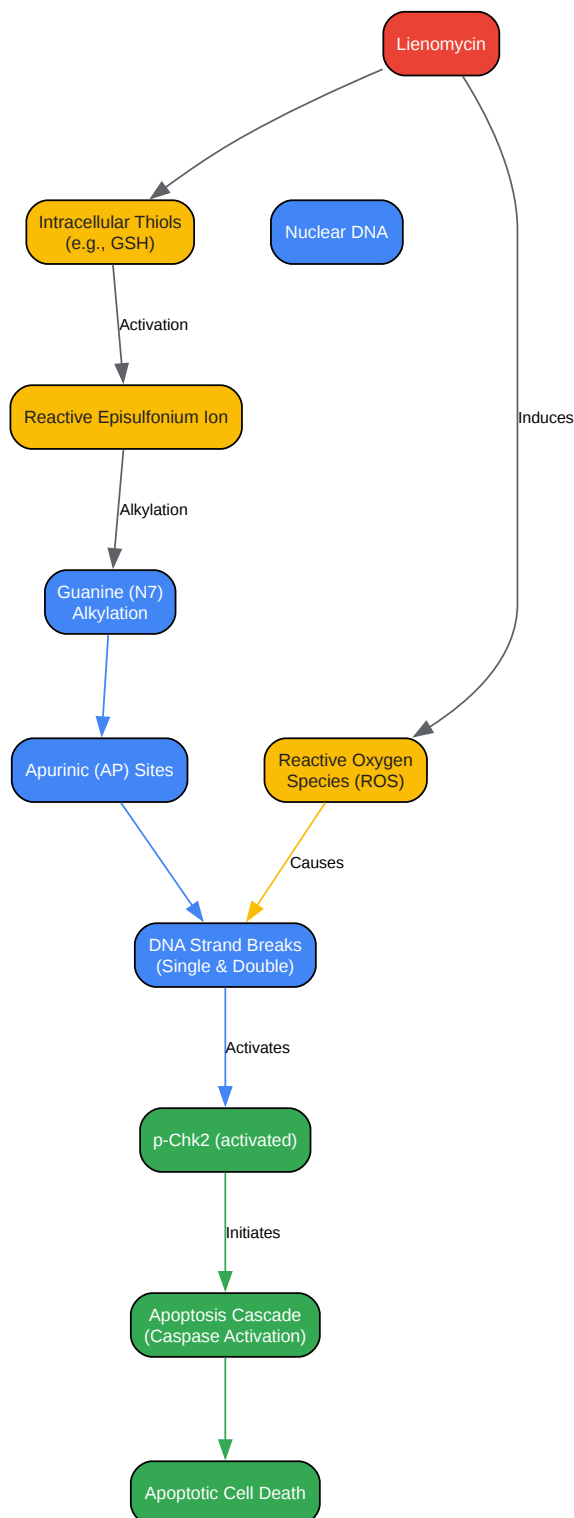 Lienomycin
Intracellular Thiols
(e.g., GSH)
Nuclear DNA
Activation
Reactive Episulfonium Ion
Induces
Alkylation
Guanine (N7)
Alkylation
Apurinic (AP) Sites
Reactive Oxygen
Species (ROS)
Causes
DNA Strand Breaks
(Single & Double)
Activates
p-Chk2 (activated)
Initiates
Apoptosis Cascade
(Caspase Activation)
Apoptotic Cell Death